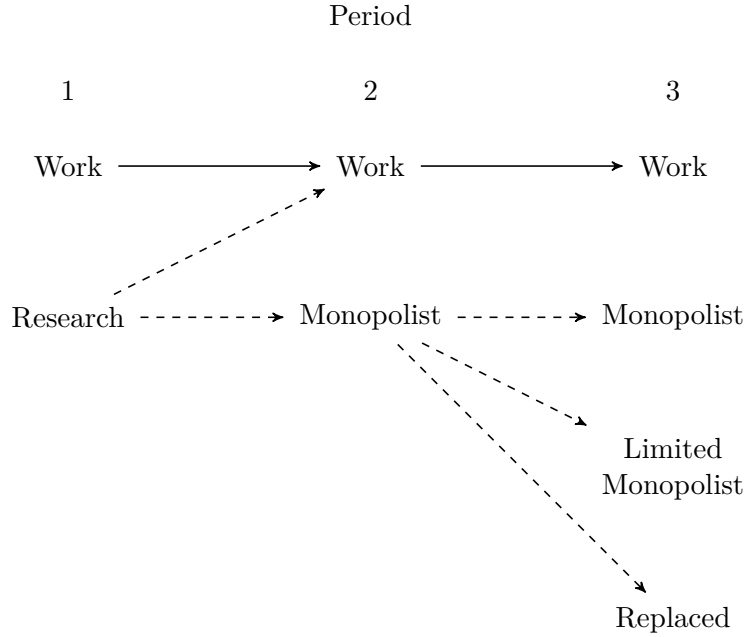 Period
1 2 3
Work Work Work
Research Monopolist Monopolist
Limited
Monopolist
Replaced